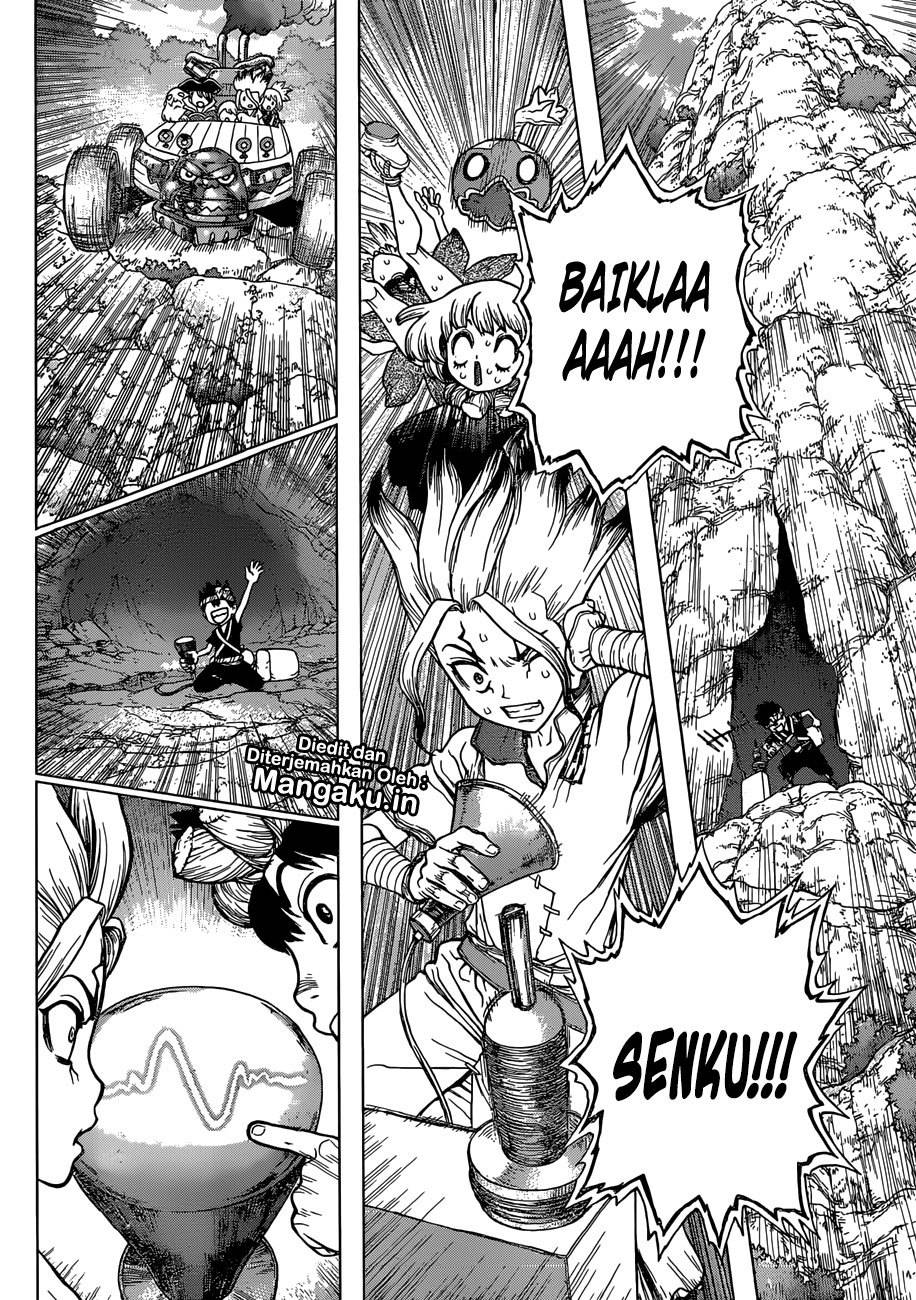 BAIKLAA
AAAH!!!
SENKU!!!
Diedit dan
Diterjemahkan Oleh :
Mangaku.in